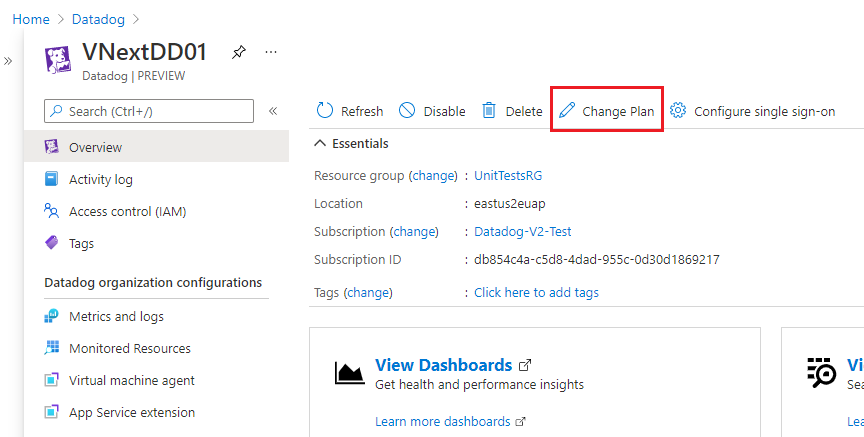 Home > Datadog >
VNextDD01
Datadog | PREVIEW
Search (Ctrl+/)
Overview
Activity log
Access control (IAM)
Tags
Datadog organization configurations
Metrics and logs
Monitored Resources
Virtual machine agent
App Service extension
Refresh Disable Delete Change Plan Configure single sign-on
Essentials
Resource group (change) : UnitTestsRG
Location : eastus2euap
Subscription (change) : Datadog-V2-Test
Subscription ID : db854c4a-c5d8-4dad-955c-0d30d1869217
Tags (change) : Click here to add tags
View Dashboards
Get health and performance insights
Learn more dashboards